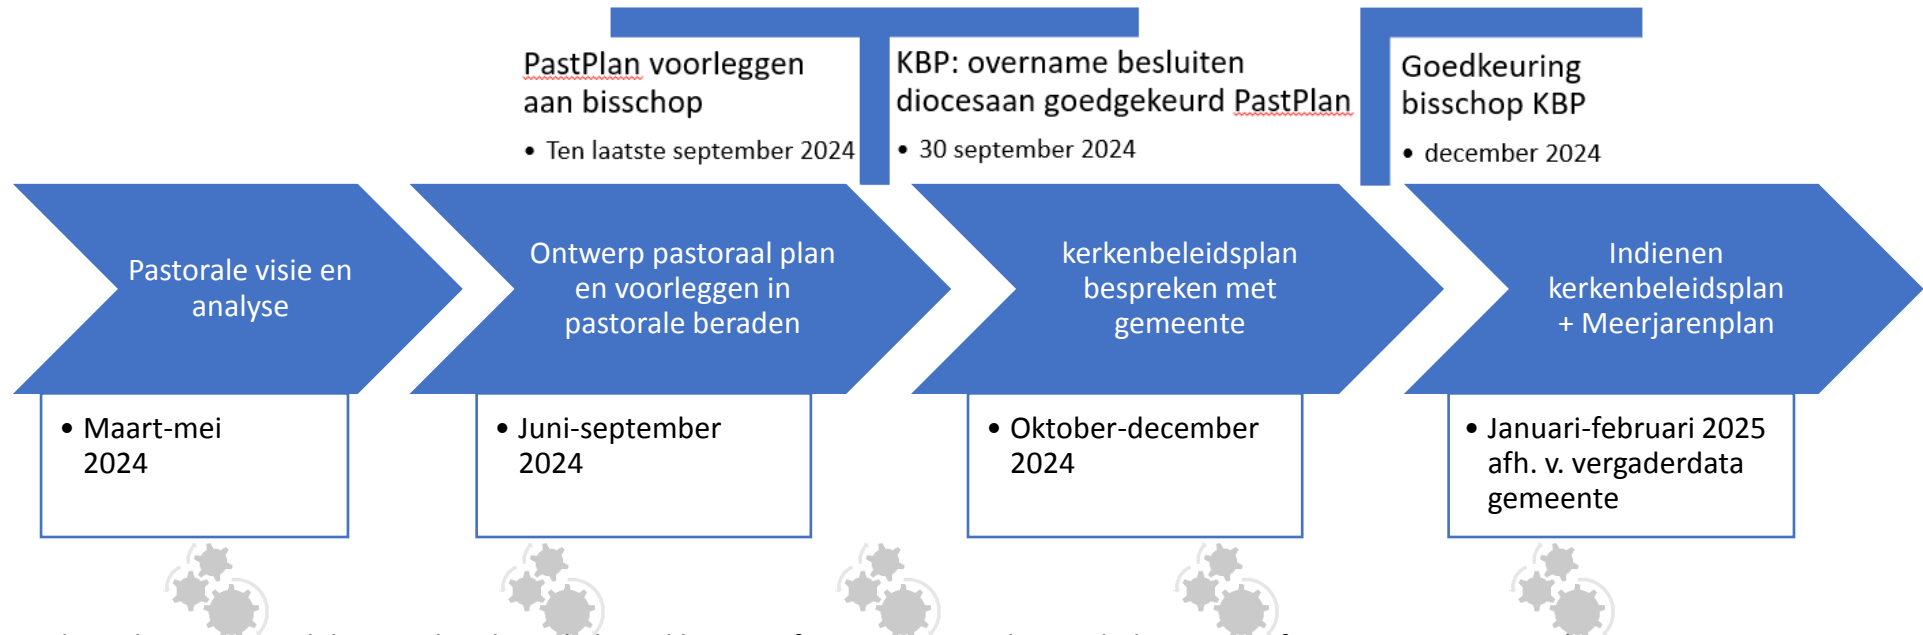 PastPlan voorleggen
aan bisschop
• Ten laatste september 2024
KBP: overname besluiten
diocesaan goedgekeurd PastPlan
• 30 september 2024
Goedkeuring
bisschop KBP
• december 2024
Pastorale visie en
analyse
Ontwerp pastoraal plan
en voorleggen in
pastorale beraden
kerkenbeleidsplan
bespreken met
gemeente
Indienen
kerkenbeleidsplan
+ Meerjarenplan
• Maart-mei
2024
• Juni-september
2024
• Oktober-december
2024
• Januari-februari 2025
afh. v. vergaderdata
gemeente